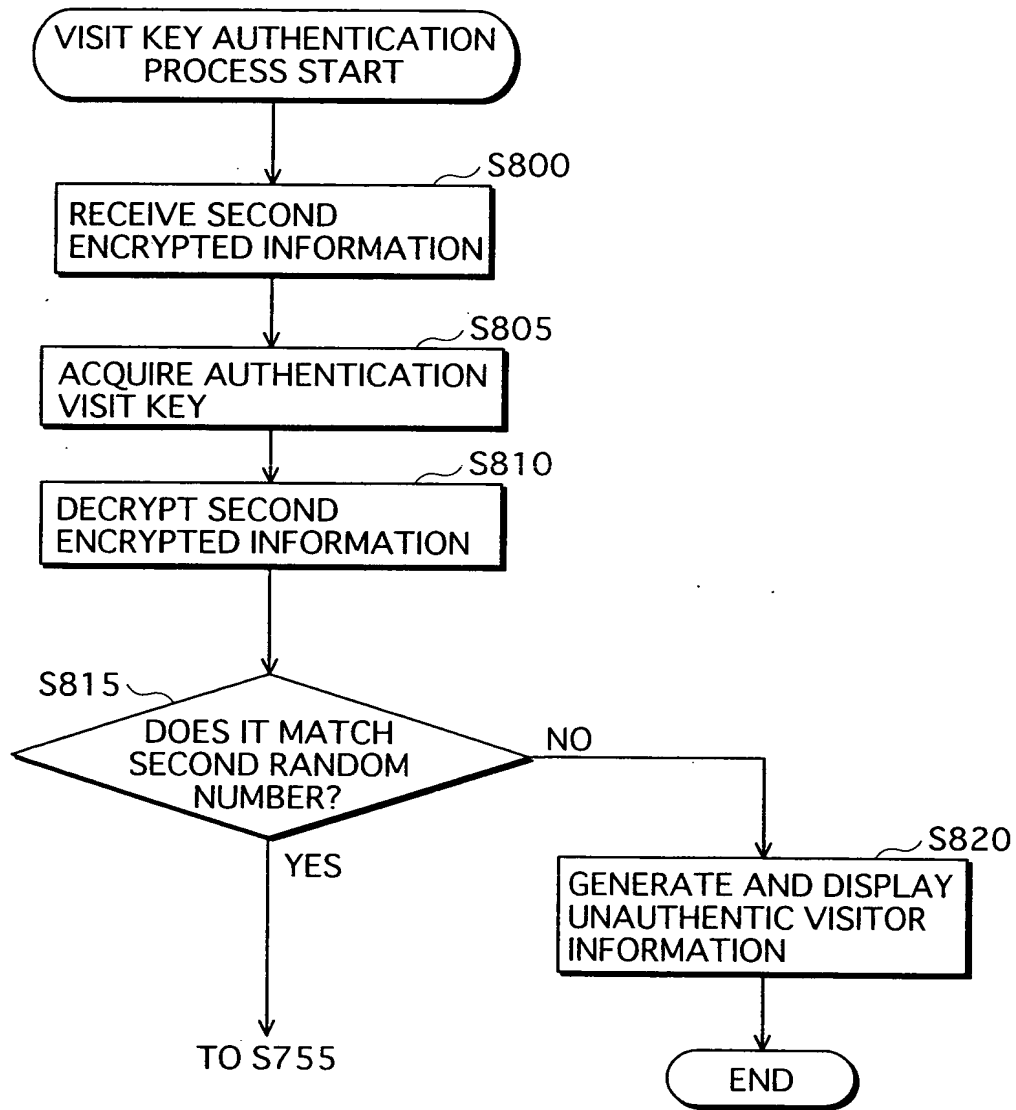 VISIT KEY AUTHENTICATION
PROCESS START
S800
RECEIVE SECOND
ENCRYPTED INFORMATION
S805
ACQUIRE AUTHENTICATION
VISIT KEY
S810
DECRYPT SECOND
ENCRYPTED INFORMATION
S815
DOES IT MATCH
SECOND RANDOM
NUMBER?
NO
YES
S820
GENERATE AND DISPLAY
UNAUTHENTIC VISITOR
INFORMATION
TO S755
END